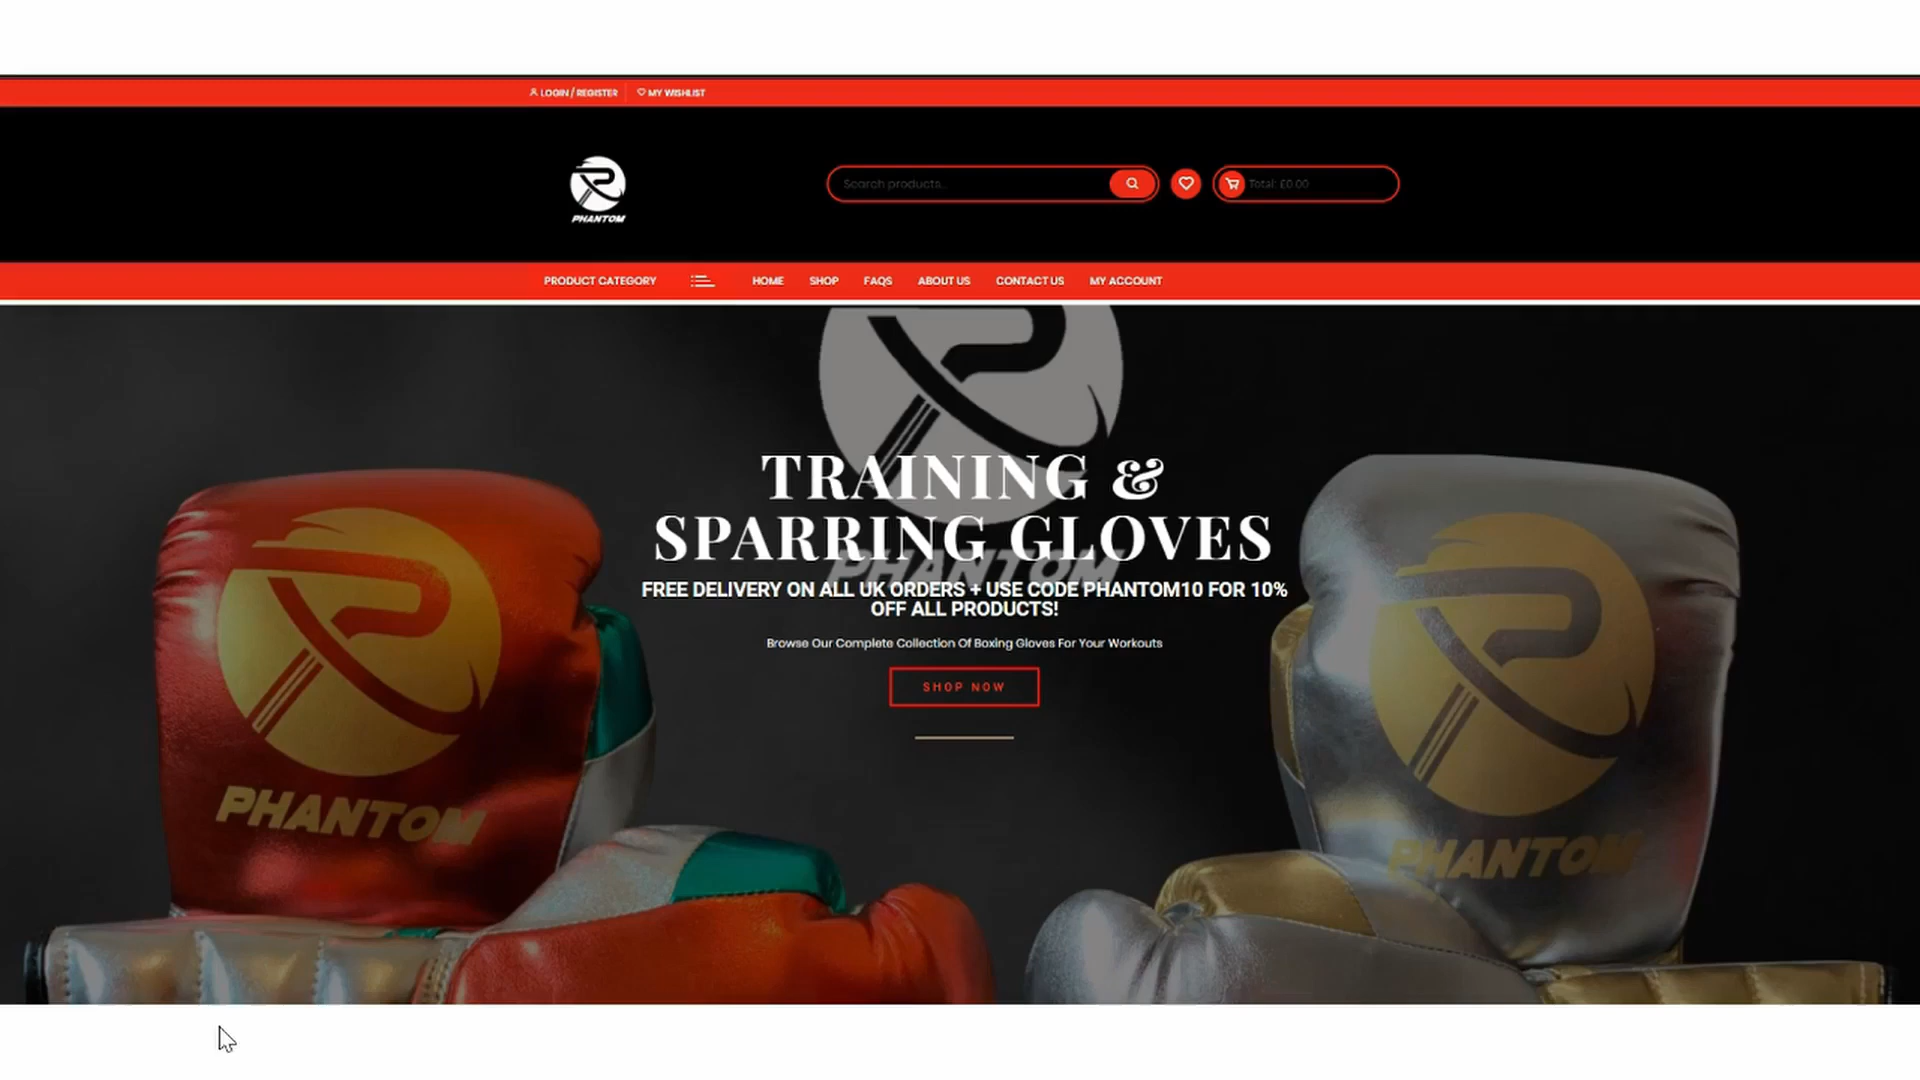 LOGIN / REGISTER
MY WISHLIST
PHANTOM
Search products..
Total: £0.00
PRODUCT CATEGORY
HOME
SHOP
FAQS
ABOUT US
CONTACT US
MY ACCOUNT
TRAINING &
SPARRING GLOVES
PHANTOM
FREE DELIVERY ON ALL UK ORDERS + USE CODE PHANTOM10 FOR 10%
OFF ALL PRODUCTS!
Browse Our Complete Collection Of Boxing Gloves For Your Workouts
SHOP NOW
PHANTOM
PHANTOM